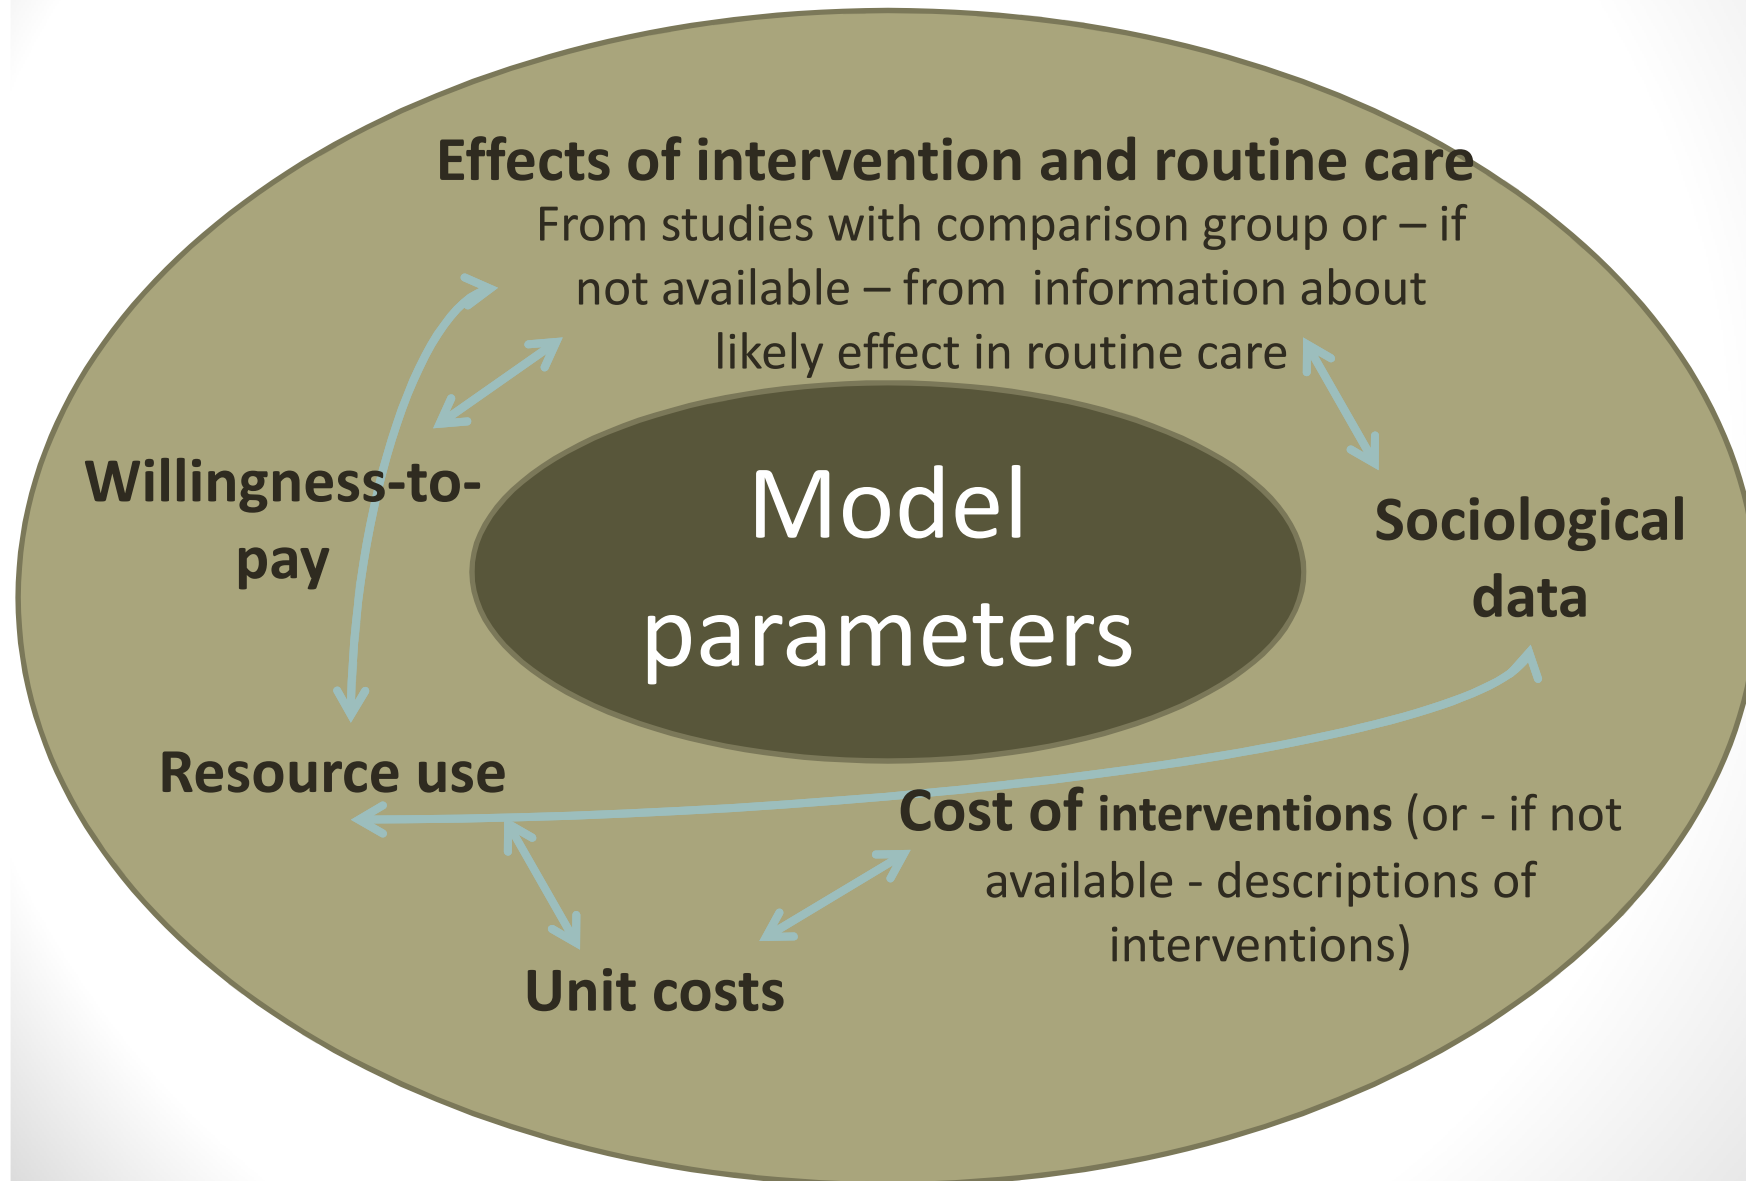 Effects of intervention and routine care
From studies with comparison group or – if
not available – from  information about
likely effect in routine care
Willingness-to-
pay
Model
parameters
Sociological
data
Resource use
Cost of interventions (or - if not
available - descriptions of
interventions)
Unit costs